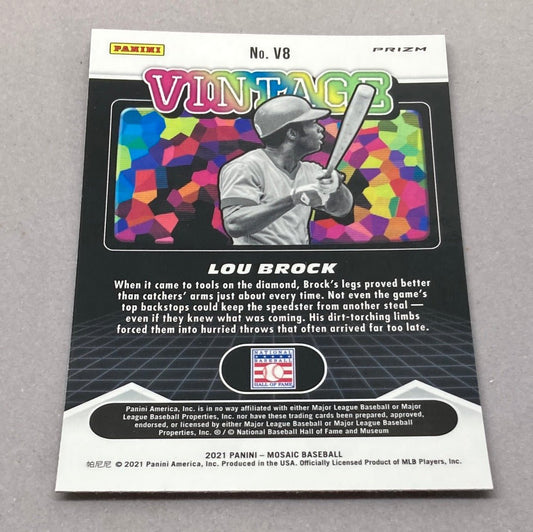 PANINI
No. V8
PRIZM
VINTAGE
LOU BROCK
When it came to tools on the diamond, Brock's legs proved better
than catchers' arms just about every time. Not even the game's
top backstops could keep the speedster from another steal —
even if they knew what was coming. His dirt-torching limbs
forced them into hurried throws that often arrived far too late.
NATIONAL
BASEBALL
HALL OF FAME
Panini America, Inc. is in no way affiliated with either Major League Baseball or Major
League Baseball Properties, Inc. nor have these trading cards been prepared, approved,
endorsed, or licensed by either Major League Baseball or Major League Baseball
Properties, Inc. ® / © National Baseball Hall of Fame and Museum
2021 PANINI – MOSAIC BASEBALL
帕尼尼 © 2021 Panini America, Inc. Produced in the USA. Officially Licensed Product of MLB Players, Inc.